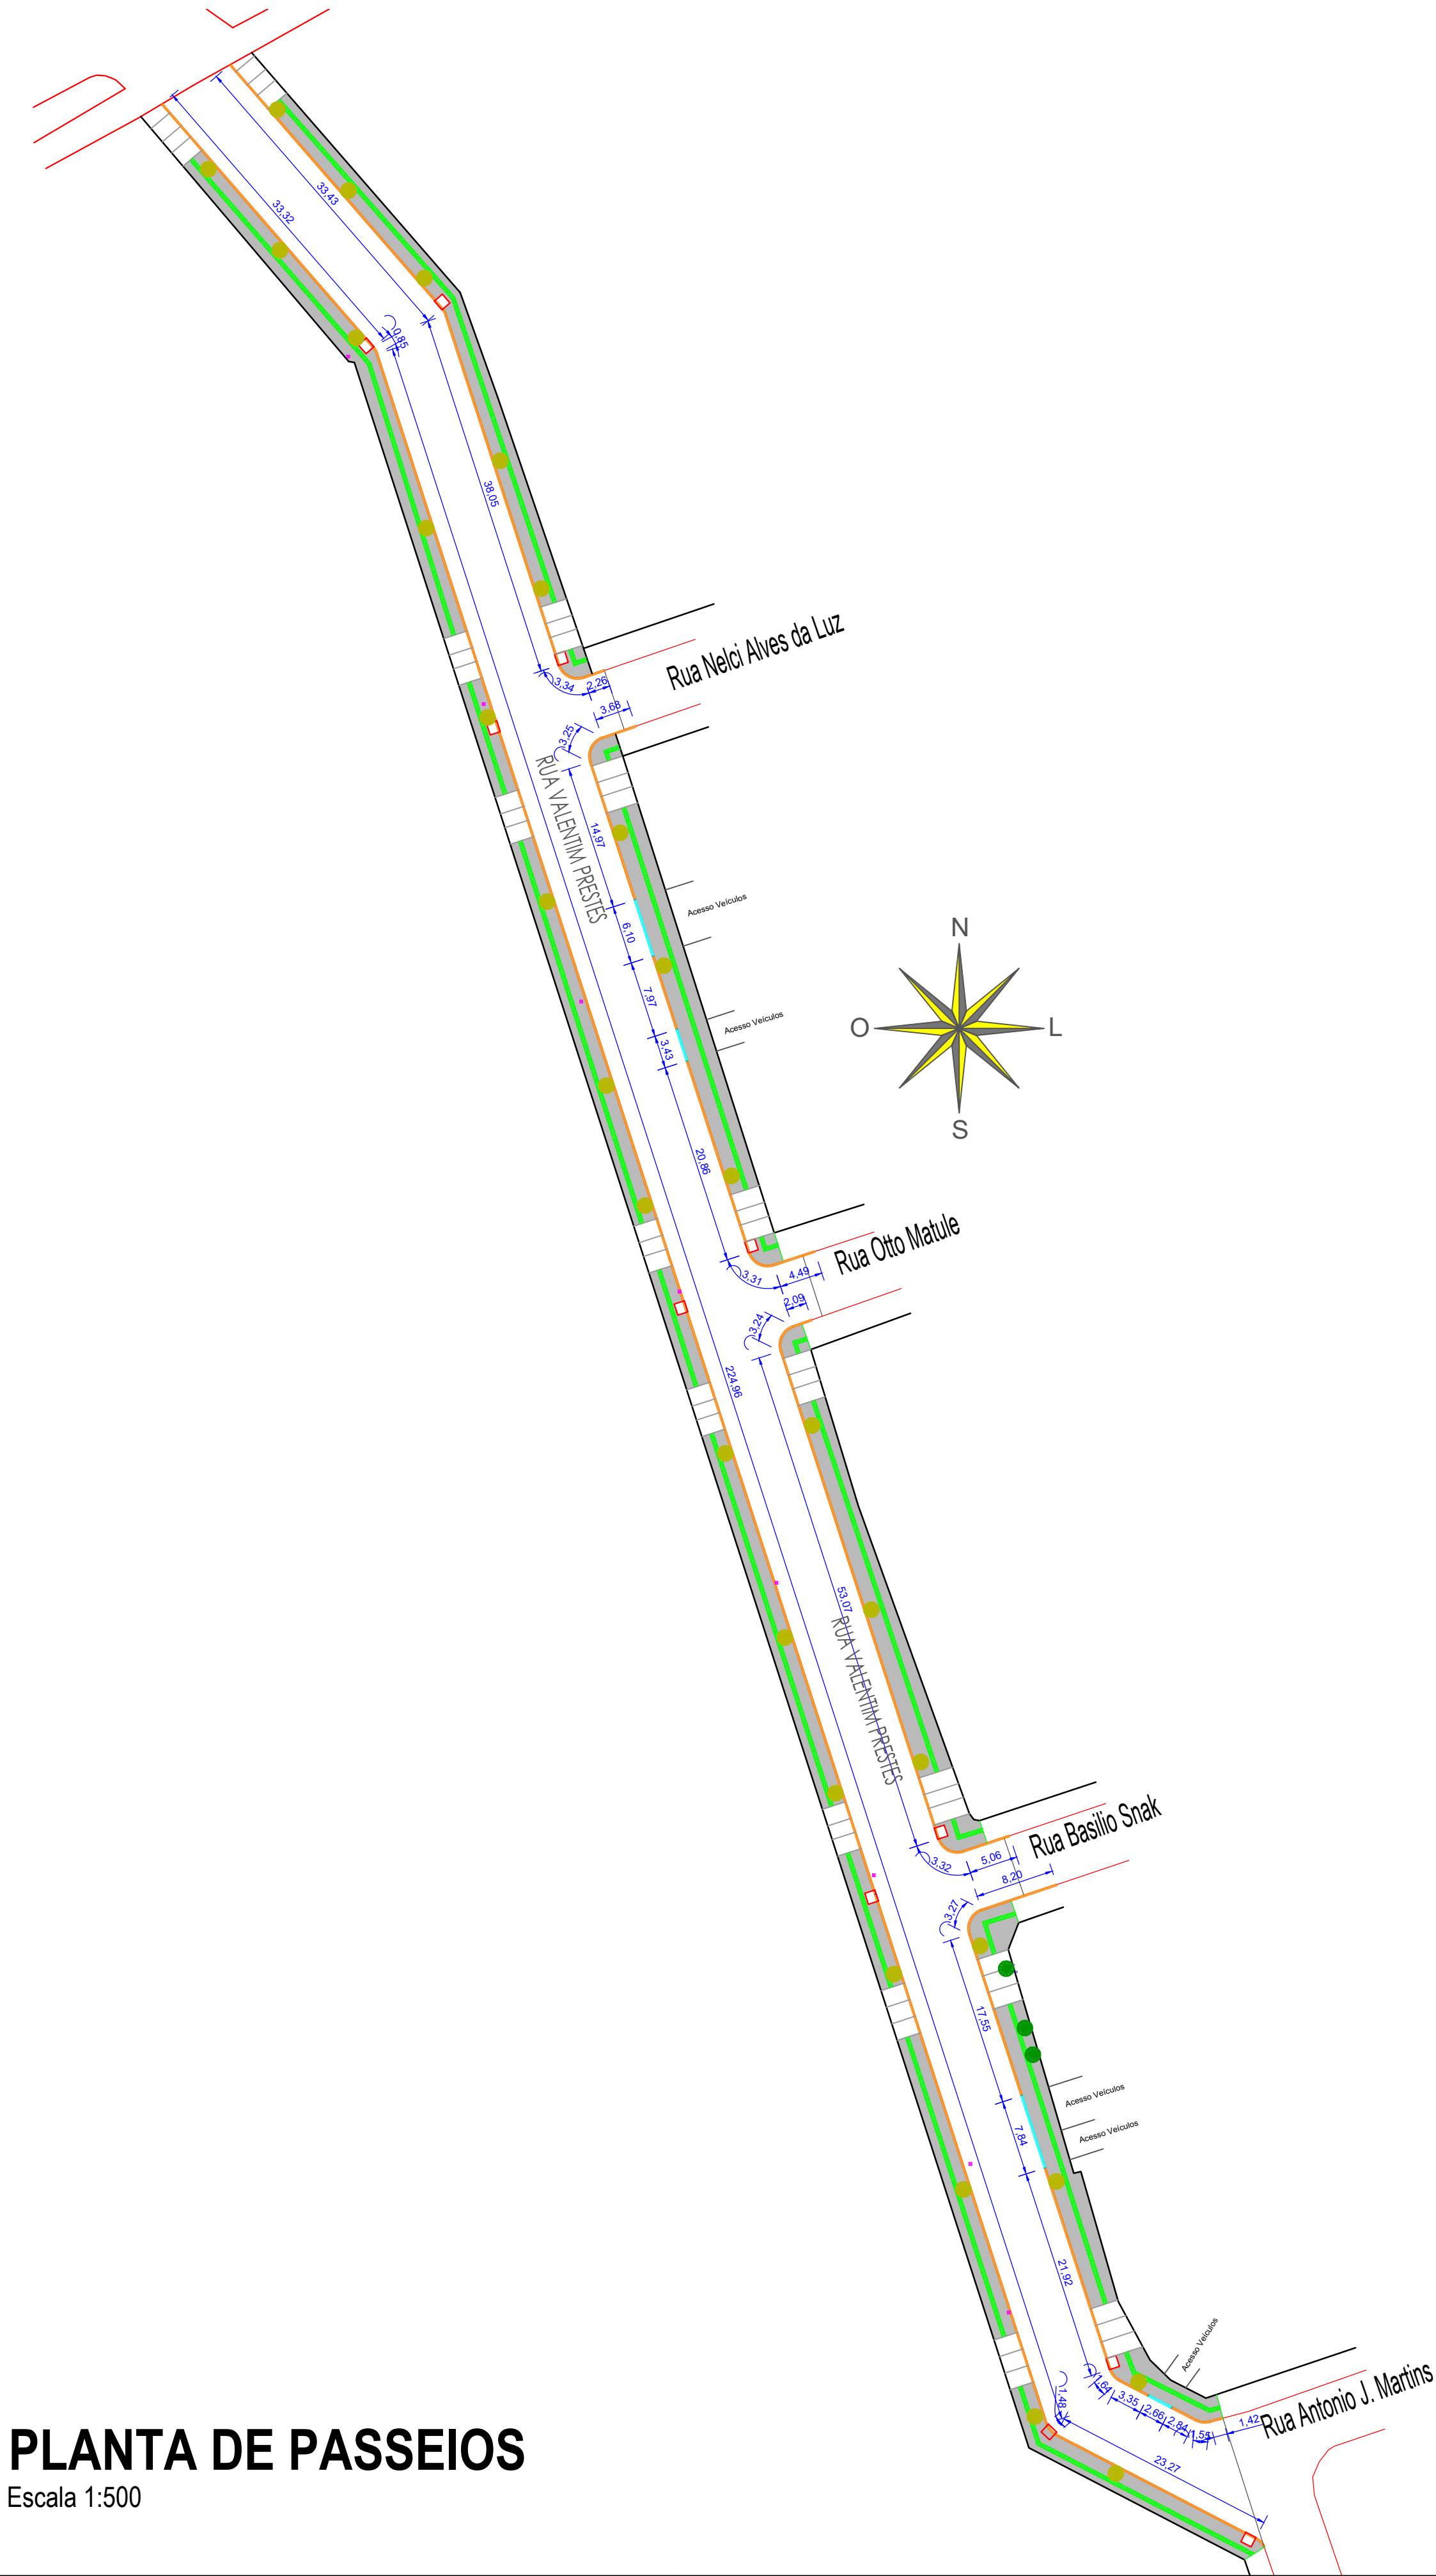 33,43
33,32
0,85
38,05
Rua Nelci Alves da Luz
3,34
2,26
3,68
3,25
RUA VALENTIM PRESTES
14,97
Acesso Veículos
6,10
N
O
L
S
7,97
Acesso Veículos
3,43
20,86
Rua Otto Matule
3,31
4,49
2,09
3,24
224,96
53,07
RUA VALENTIM PRESTES
Rua Basilio Snak
3,32
5,06
8,20
3,27
17,55
Acesso Veículos
7,84
Acesso Veículos
21,92
Acesso Veículos
1,64
3,35
2,66
2,84
1,55
1,42
Rua Antonio J. Martins
1,48
23,27
PLANTA DE PASSEIOS
Escala 1:500